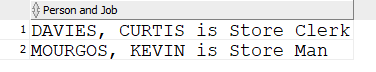 Person and Job
1 DAVIES, CURTIS is Store Clerk
2 MOURGOS, KEVIN is Store Man